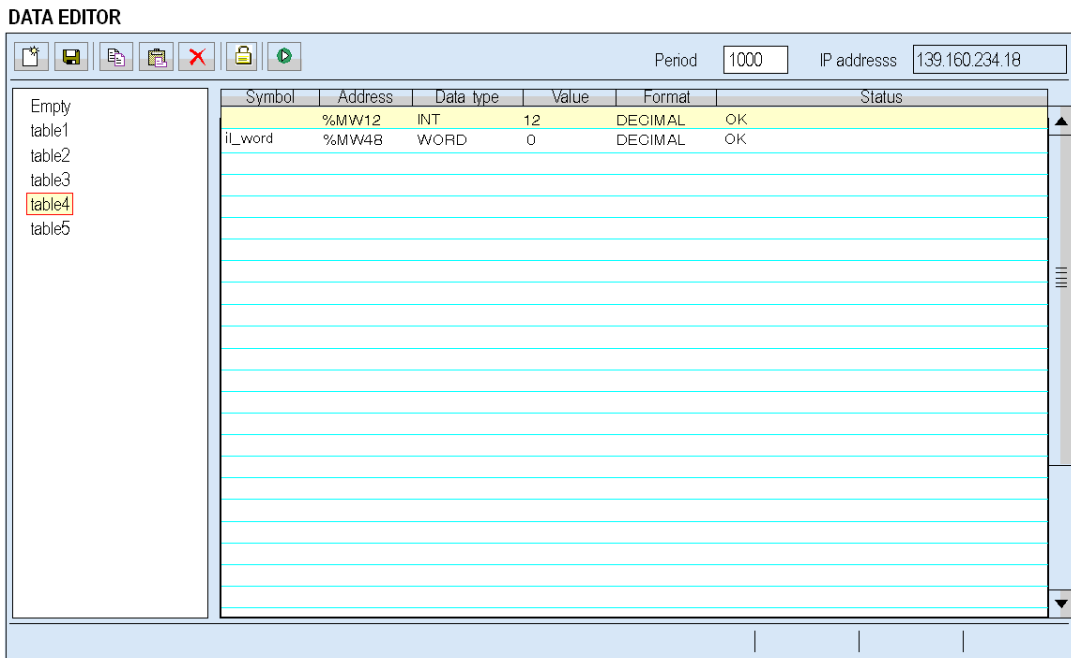 DATA EDITOR
Period 1000 IP addresss 139.160.234.18
Empty
table1
table2
table3
table4
table5
Symbol Address Data type Value Format Status
%MW12 INT 12 DECIMAL OK
il_word %MW48 WORD 0 DECIMAL OK